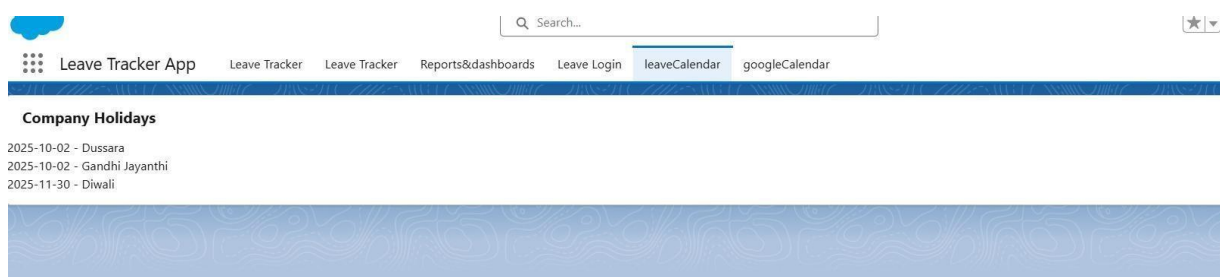 Search...
Leave Tracker App Leave Tracker Leave Tracker Reports&dashboards Leave Login leaveCalendar googleCalendar
Company Holidays
2025-10-02 - Dussara
2025-10-02 - Gandhi Jayanthi
2025-11-30 - Diwali